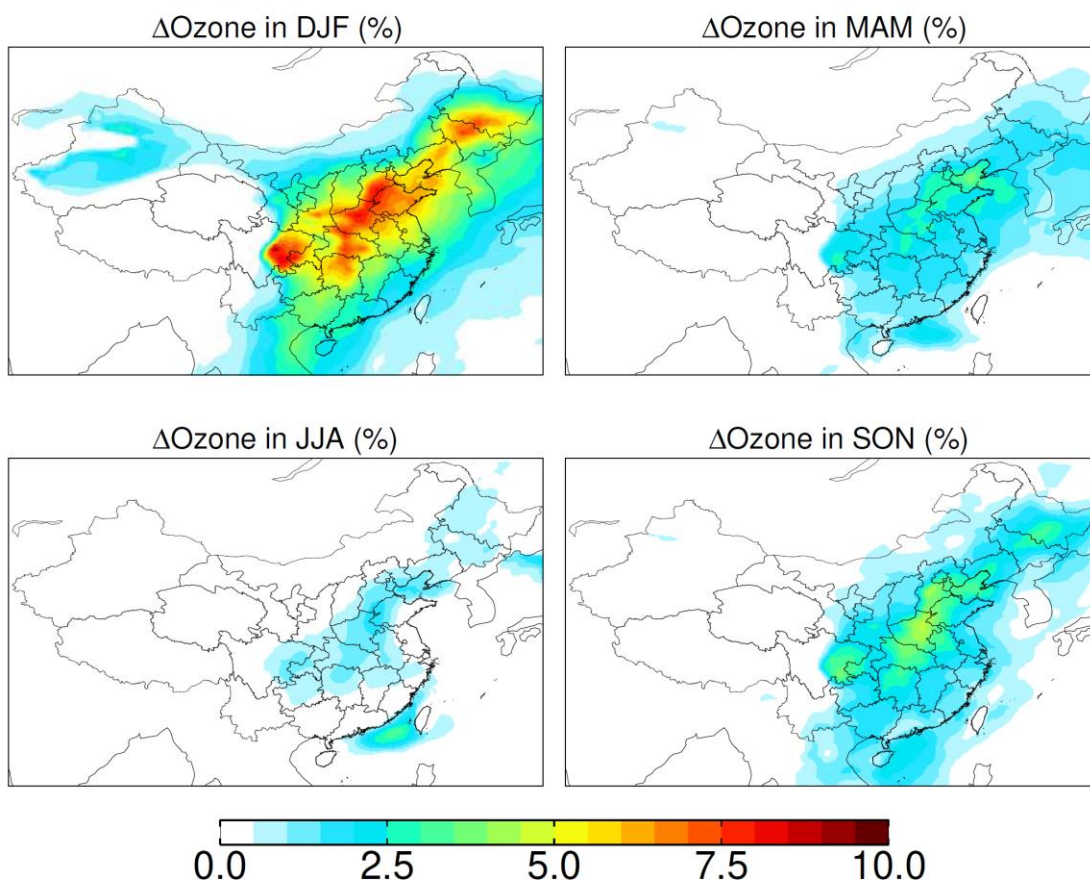 ΔOzone in DJF (%)
ΔOzone in MAM (%)
ΔOzone in JJA (%)
ΔOzone in SON (%)
0.0 2.5 5.0 7.5 10.0